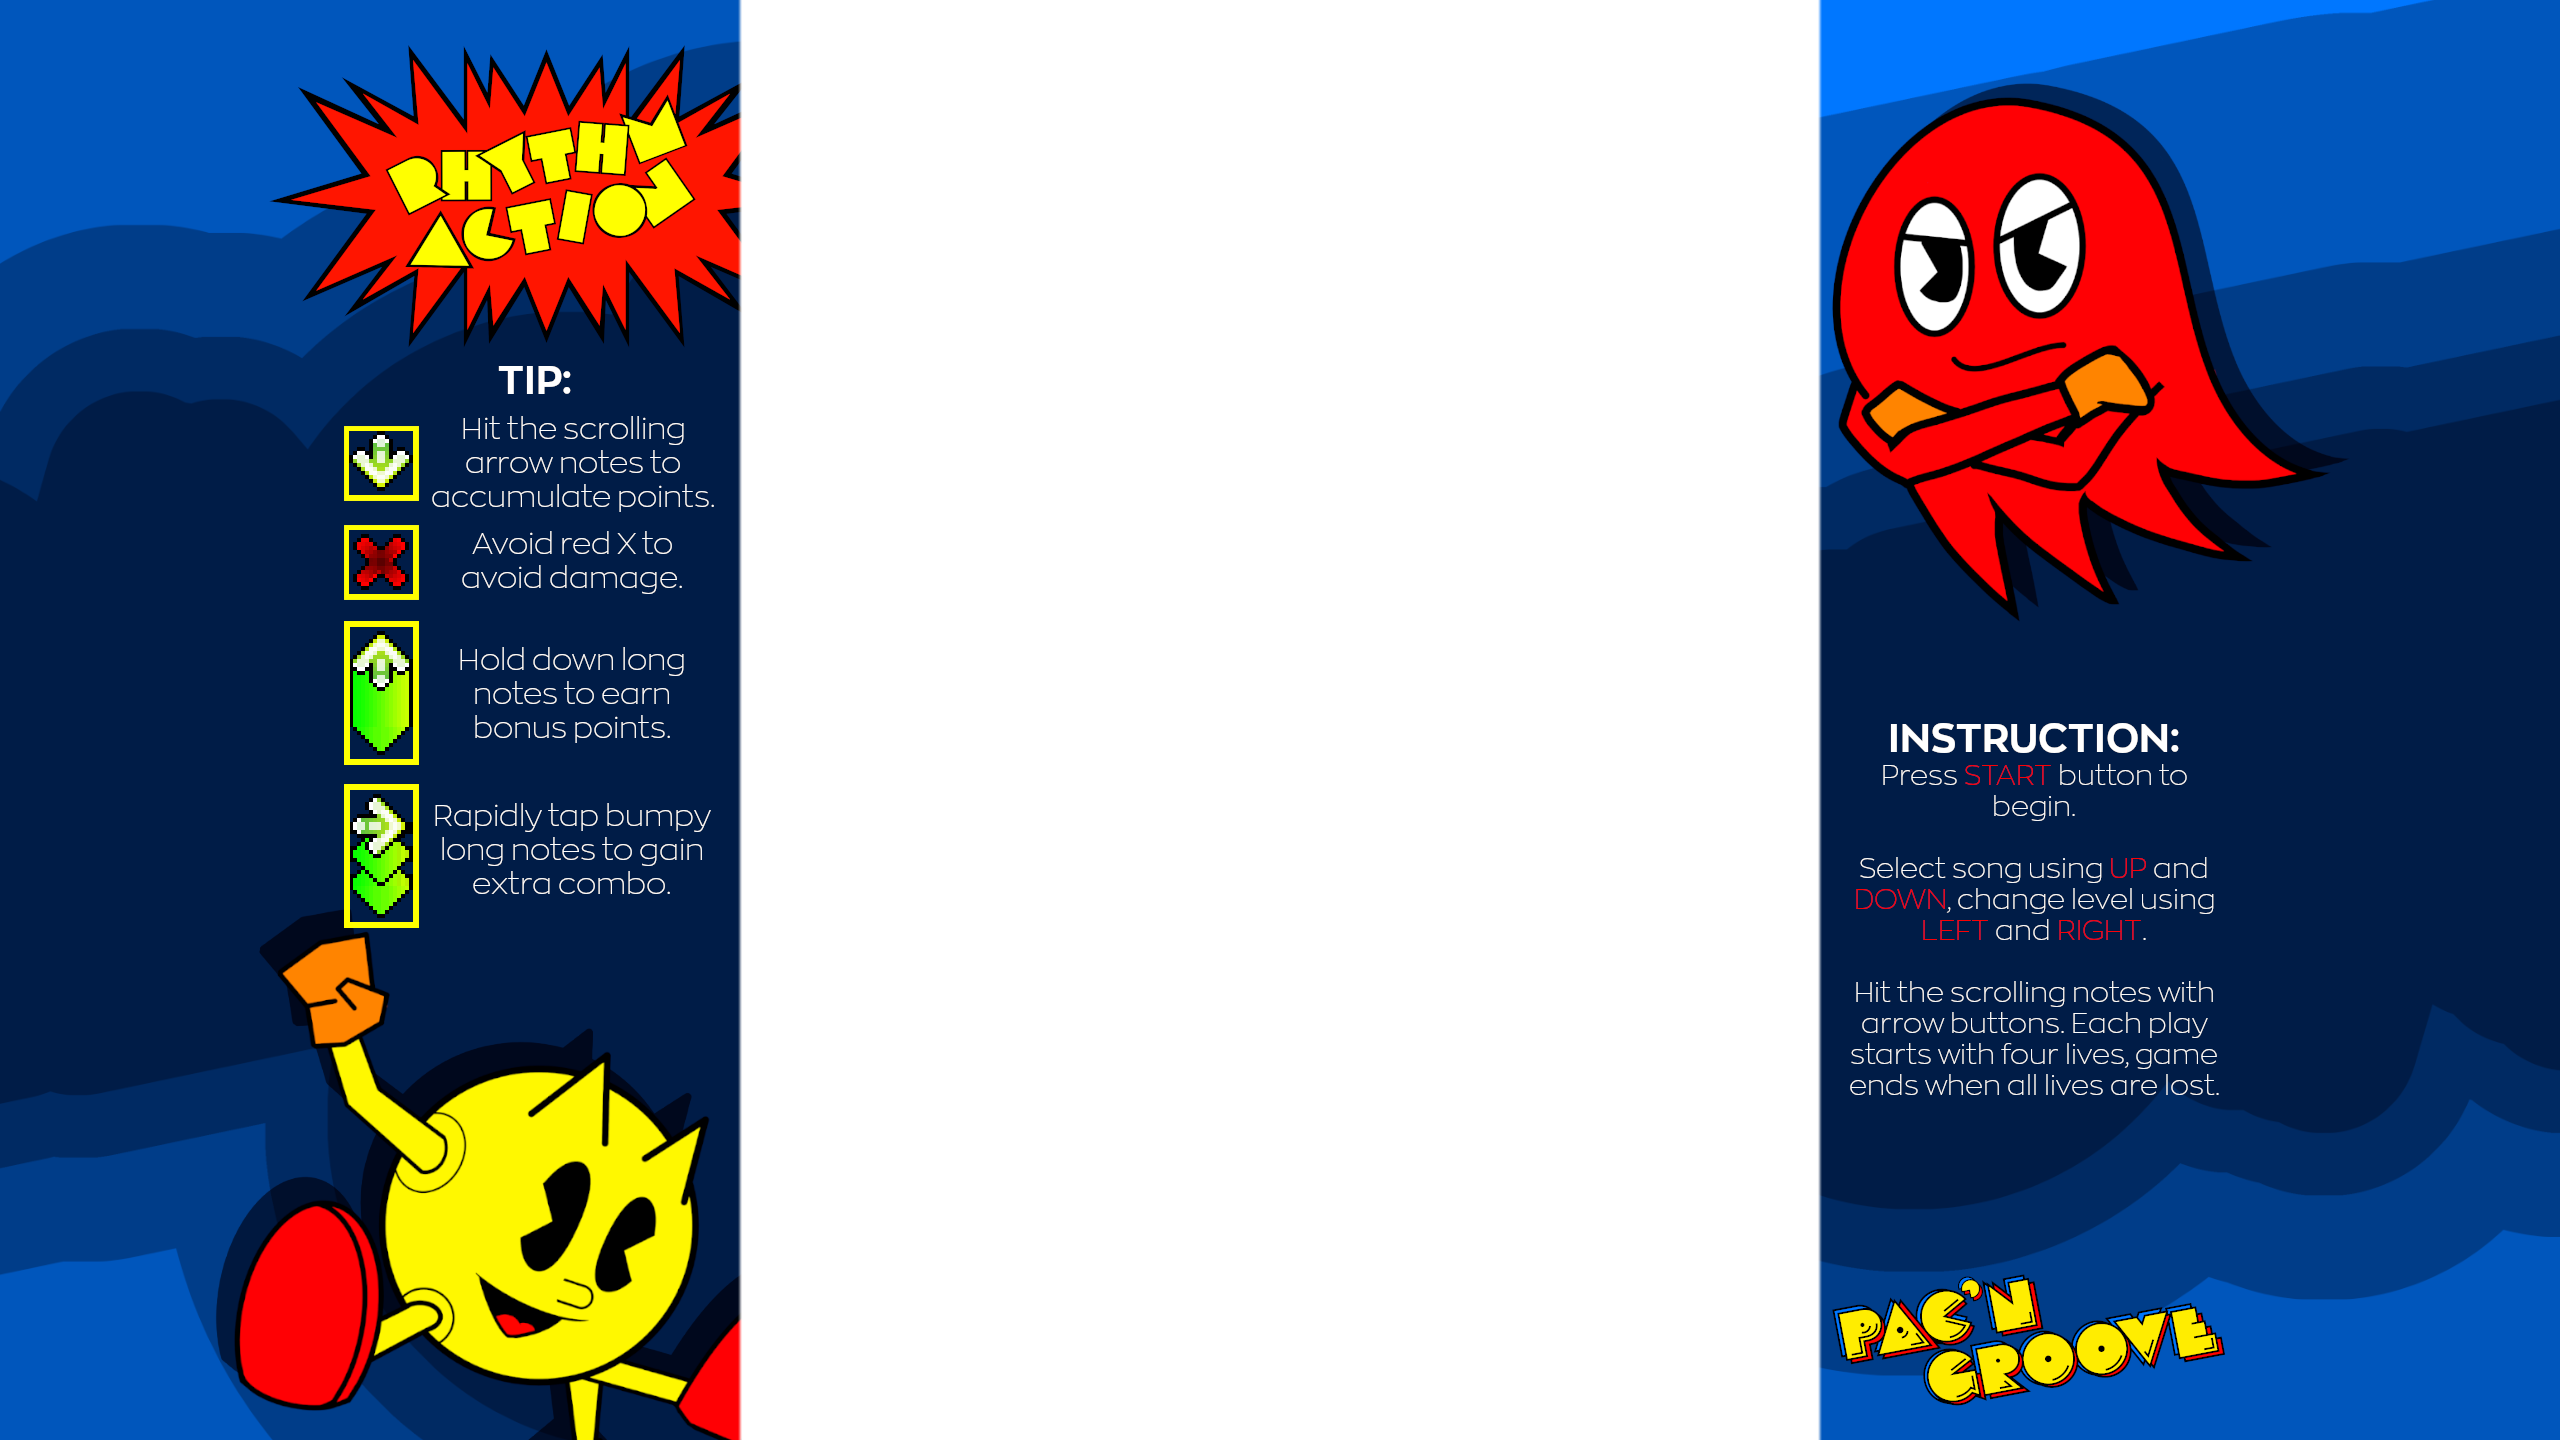 RHYTHM
ACTION
TIP:
Hit the scrolling
arrow notes to
accumulate points.
Avoid red X to
avoid damage.
Hold down long
notes to earn
bonus points.
Rapidly tap bumpy
long notes to gain
extra combo.
INSTRUCTION:
Press START button to
begin.
Select song using UP and
DOWN, change level using
LEFT and RIGHT.
Hit the scrolling notes with
arrow buttons. Each play
starts with four lives, game
ends when all lives are lost.
PAC'N
GROOVE